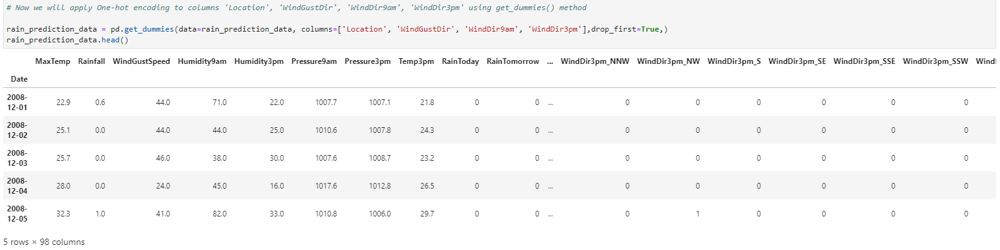 # Now we will apply One-hot encoding to columns 'Location', 'WindGustDir', 'WindDir9am', 'WindDir3pm' using get_dummies() method
rain_prediction_data = pd.get_dummies(data=rain_prediction_data, columns=['Location', 'WindGustDir', 'WindDir9am', 'WindDir3pm'],drop_first=True,)
rain_prediction_data.head()
MaxTemp Rainfall WindGustSpeed Humidity9am Humidity3pm Pressure9am Pressure3pm Temp3pm RainToday RainTomorrow ... WindDir3pm_NNW WindDir3pm_NW WindDir3pm_S WindDir3pm_SE WindDir3pm_SSE WindDir3pm_SSW
Date
2008-12-01 22.9 0.6 44.0 71.0 22.0 1007.7 1007.1 21.8 0 0 ... 0 0 0 0 0 0
2008-12-02 25.1 0.0 44.0 44.0 25.0 1010.6 1007.8 24.3 0 0 ... 0 0 0 0 0 0
2008-12-03 25.7 0.0 46.0 38.0 30.0 1007.6 1008.7 23.2 0 0 ... 0 0 0 0 0 0
2008-12-04 28.0 0.0 24.0 45.0 16.0 1017.6 1012.8 26.5 0 0 ... 0 0 0 0 0 0
2008-12-05 32.3 1.0 41.0 82.0 33.0 1010.8 1006.0 29.7 0 0 ... 0 1 0 0 0 0
5 rows × 98 columns